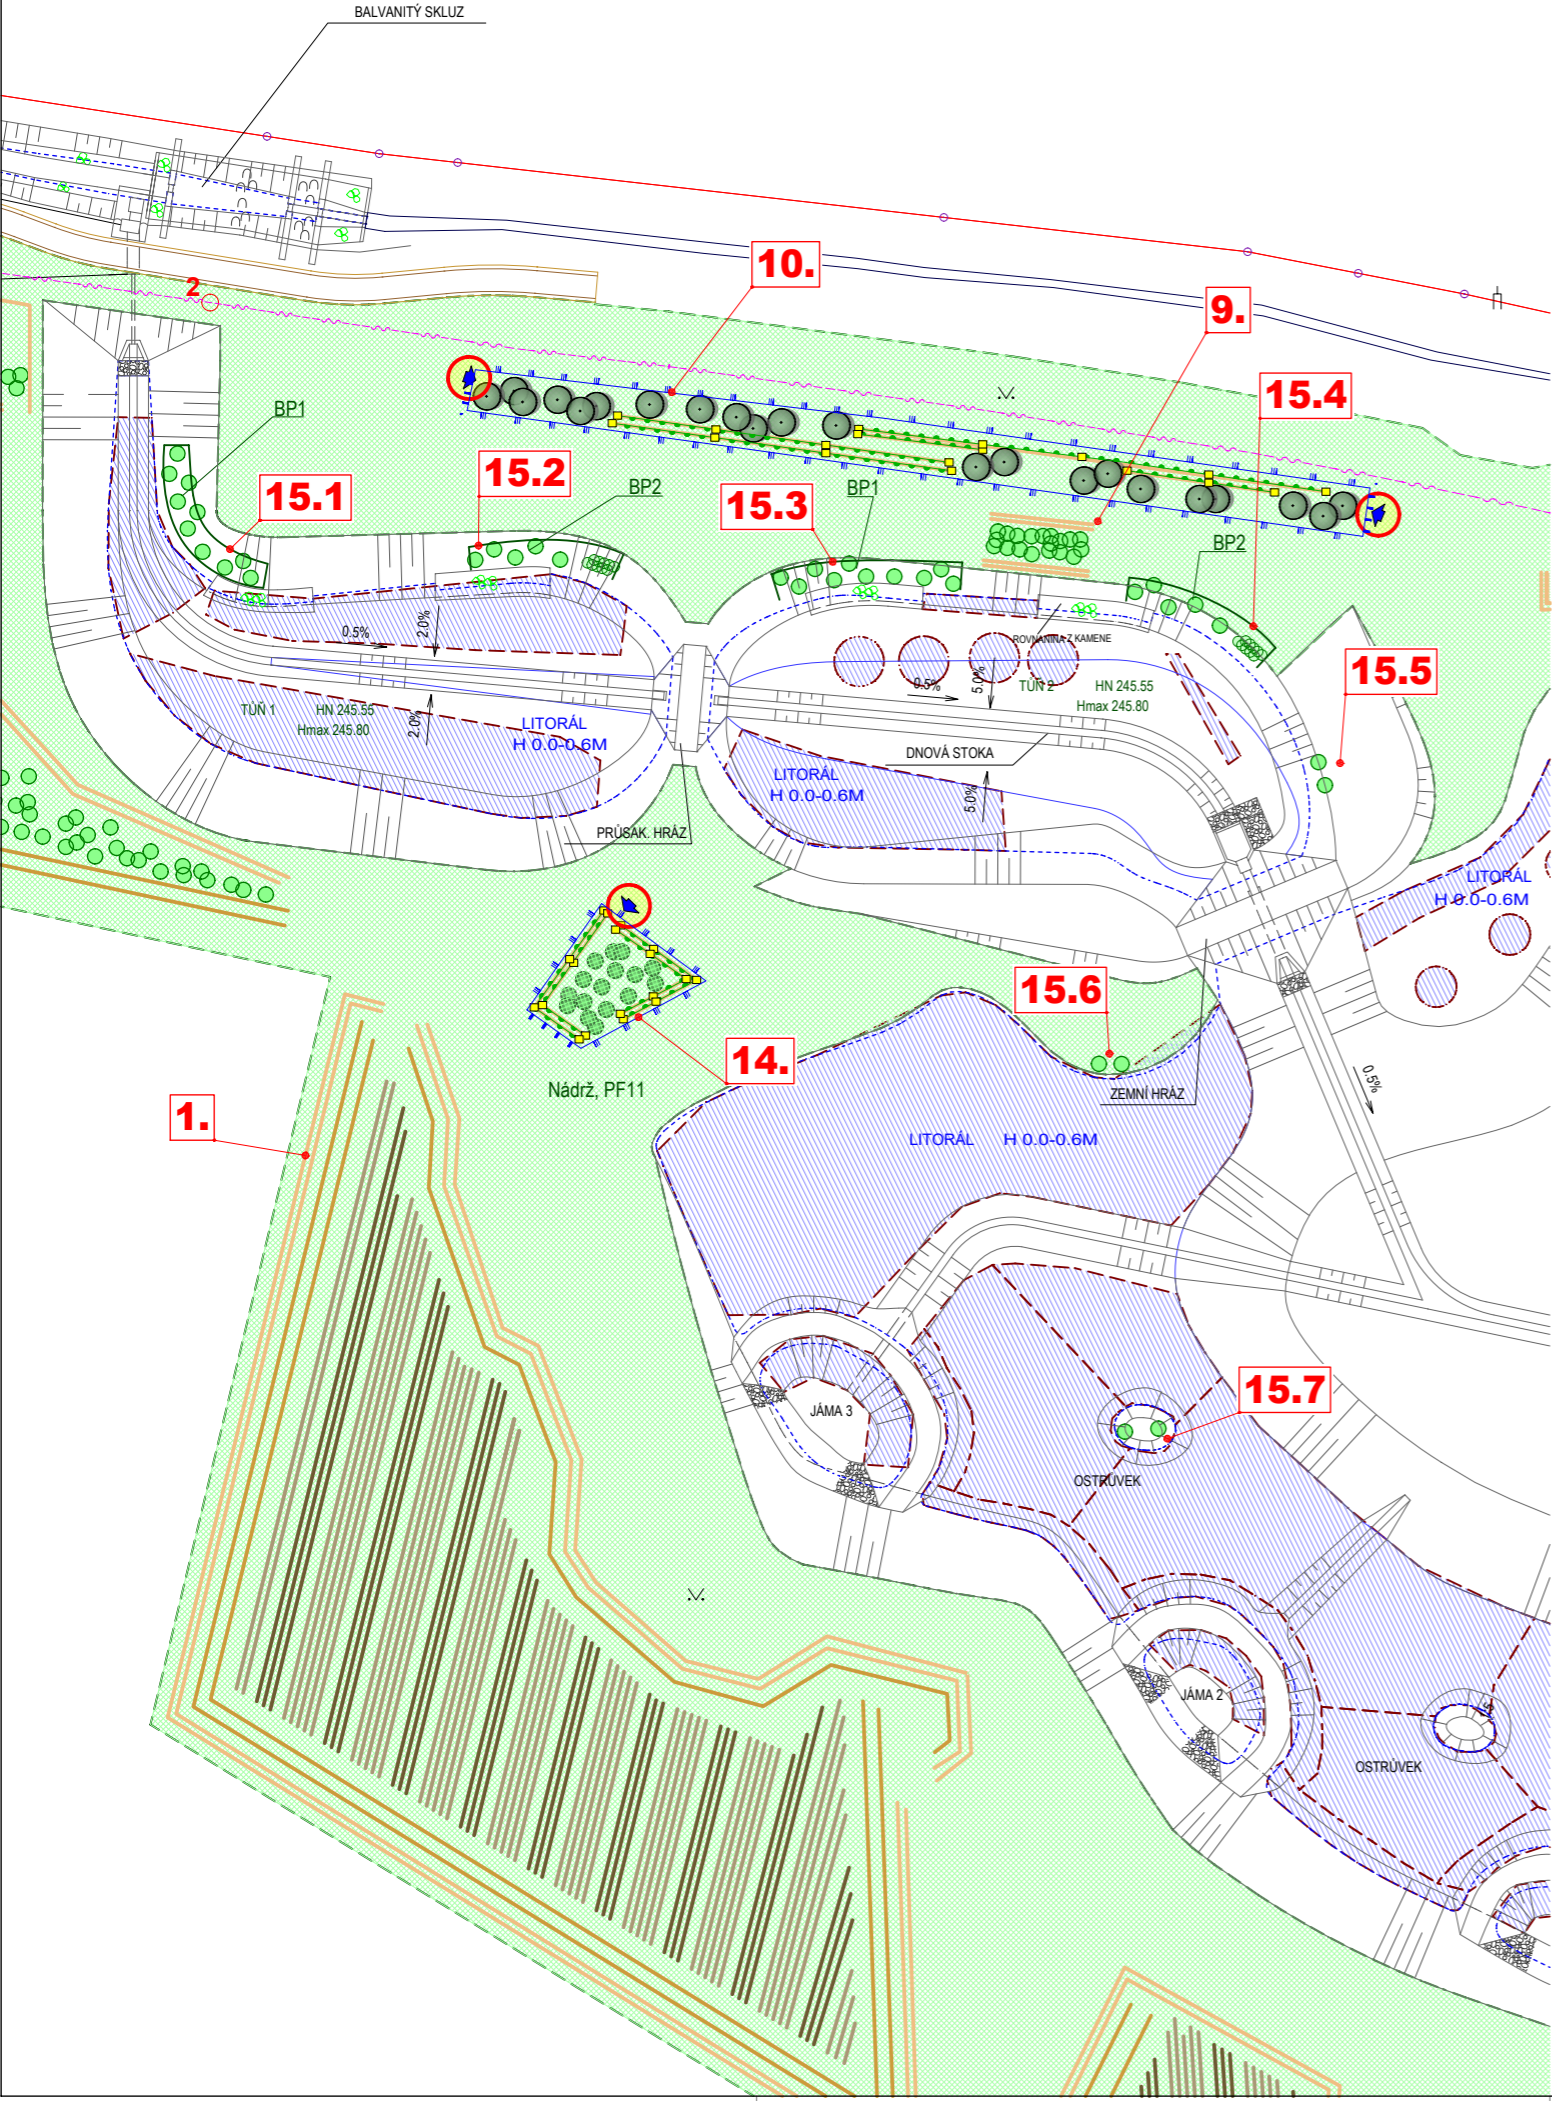 BALVANITÝ SKLUZ
10.
2
9.
15.4
BP1
15.2
15.1
BP2
15.3
BP1
BP2
0.5%
2.0%
ROVNANINA Z KAMENE
15.5
0.5%
5.0%
TŮŇ 2
HN 245.55
Hmax 245.80
TŮŇ 1
HN 245.55
Hmax 245.80
2.0%
LITORÁL
H 0.0-0.6M
DNOVÁ STOKA
LITORÁL
H 0.0-0.6M
5.0%
PRŮSAK. HRÁZ
LITORÁL
H 0.0-0.6M
15.6
14.
Nádrž, PF11
ZEMNÍ HRÁZ
0.5%
1.
LITORÁL H 0.0-0.6M
15.7
JÁMA 3
OSTRŮVEK
JÁMA 2
OSTRŮVEK